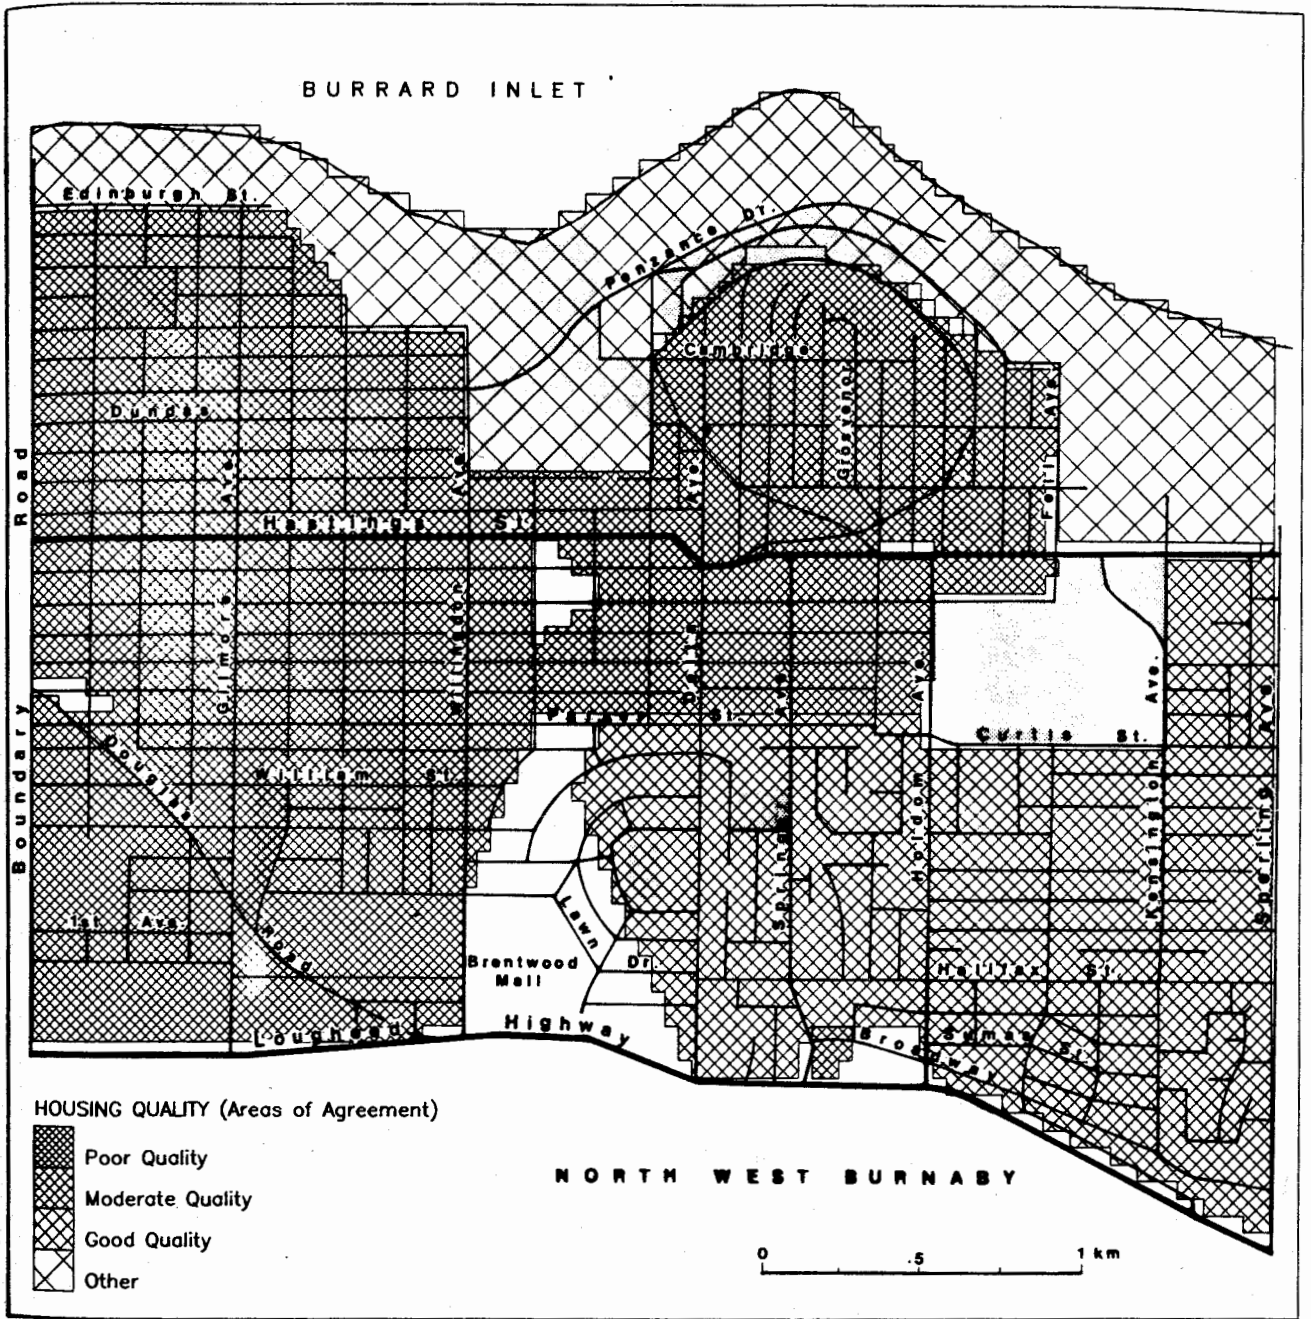 BURRARD INLET
Edinburgh St.
Penzance Dr.
Cambridge
Dundas
Grosvenor
Fell Ave.
Ave.
Ave.
Ave.
Boundary Road
Hastings St.
Gilmore
Willingdon
Delta
Ave.
Ave.
Ave.
Parker St.
Curtis St.
Douglas Road
William St.
Springer
Holdom
Kensington
Sperling Ave.
1st Ave.
Lawn
Brentwood Mall
Dr.
Halifax St.
Lougheed Highway
Broadway
Sumas St.
HOUSING QUALITY (Areas of Agreement)
Poor Quality
Moderate Quality
Good Quality
Other
NORTH WEST BURNABY
0 .5 1 km